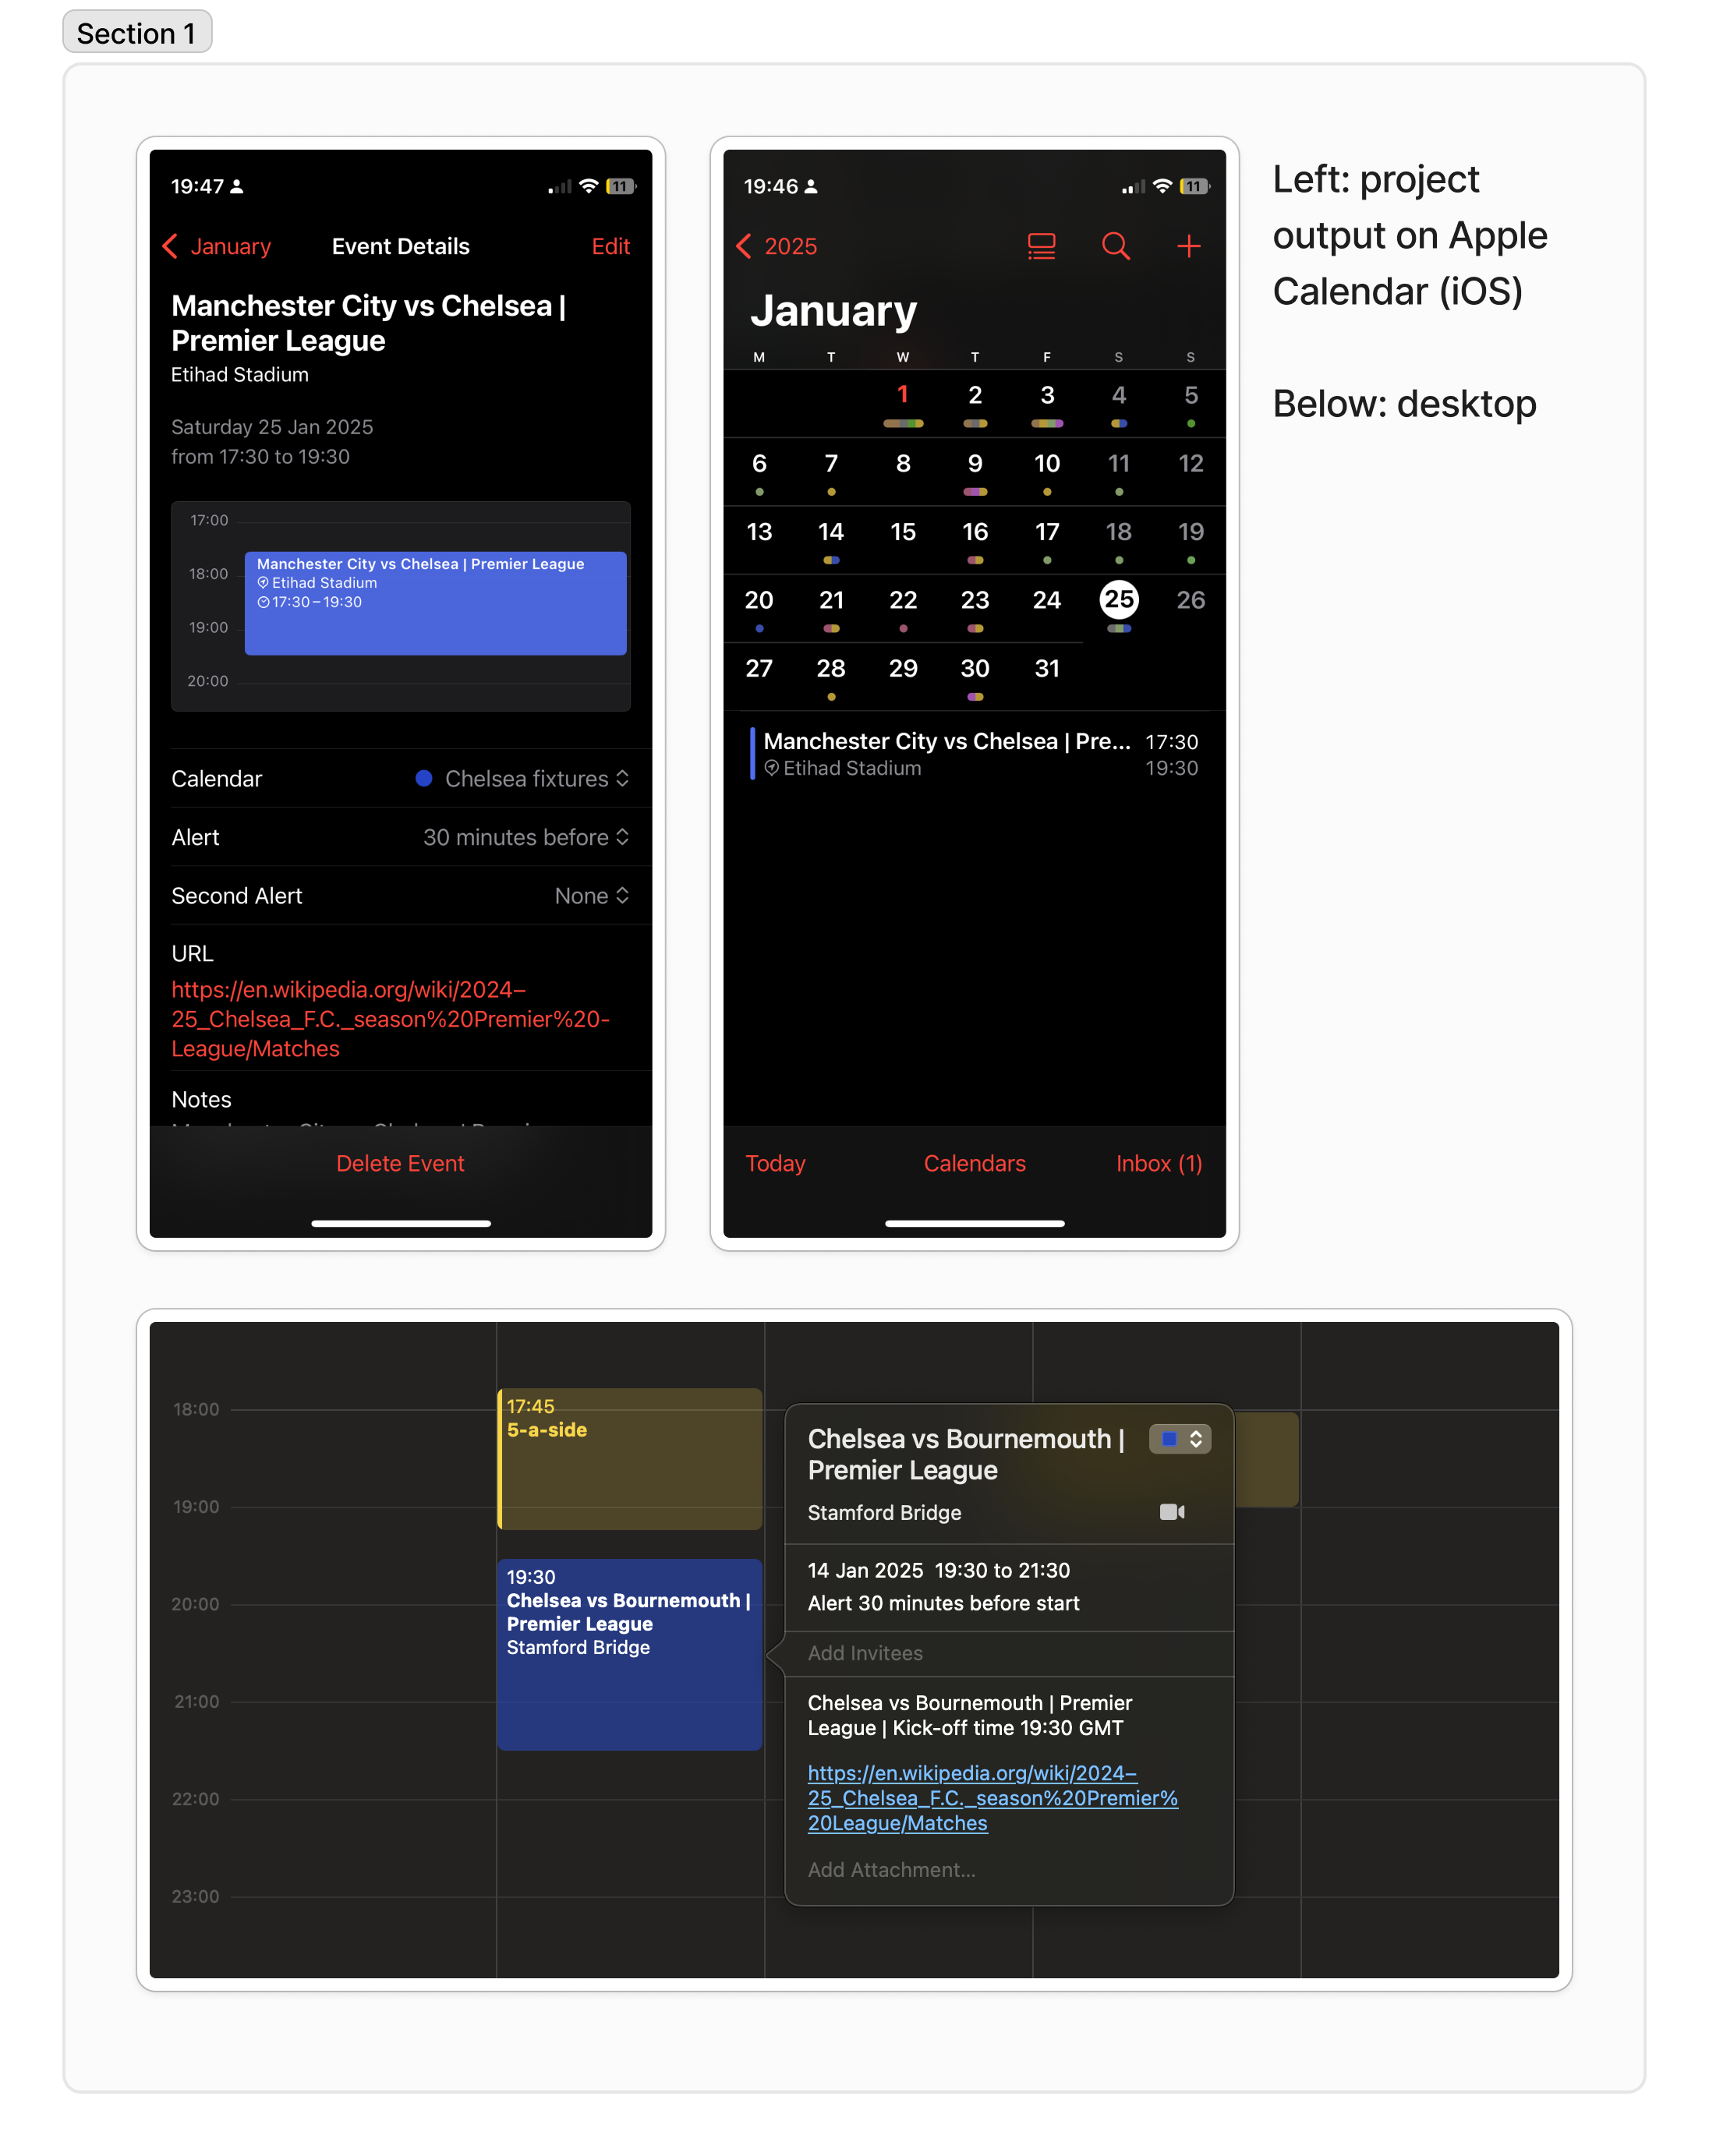 Section 1
19:47
11
January
Event Details
Edit
Manchester City vs Chelsea |
Premier League
Etihad Stadium
Saturday 25 Jan 2025
from 17:30 to 19:30
17:00
18:00
19:00
20:00
Manchester City vs Chelsea | Premier League
Etihad Stadium
17:30 – 19:30
Calendar
Chelsea fixtures
Alert
30 minutes before
Second Alert
None
URL
https://en.wikipedia.org/wiki/2024–
25_Chelsea_F.C._season%20Premier%20-
League/Matches
Notes
Delete Event
19:46
11
2025
January
M T W T F S S
1 2 3 4 5
6 7 8 9 10 11 12
13 14 15 16 17 18 19
20 21 22 23 24 25 26
27 28 29 30 31
Manchester City vs Chelsea | Pre... 17:30
Etihad Stadium 19:30
Today
Calendars
Inbox (1)
Left: project
output on Apple
Calendar (iOS)
Below: desktop
18:00
19:00
20:00
21:00
22:00
23:00
17:45
5-a-side
19:30
Chelsea vs Bournemouth |
Premier League
Stamford Bridge
Chelsea vs Bournemouth |
Premier League
Stamford Bridge
14 Jan 2025 19:30 to 21:30
Alert 30 minutes before start
Add Invitees
Chelsea vs Bournemouth | Premier
League | Kick-off time 19:30 GMT
https://en.wikipedia.org/wiki/2024–
25_Chelsea_F.C._season%20Premier%
20League/Matches
Add Attachment...